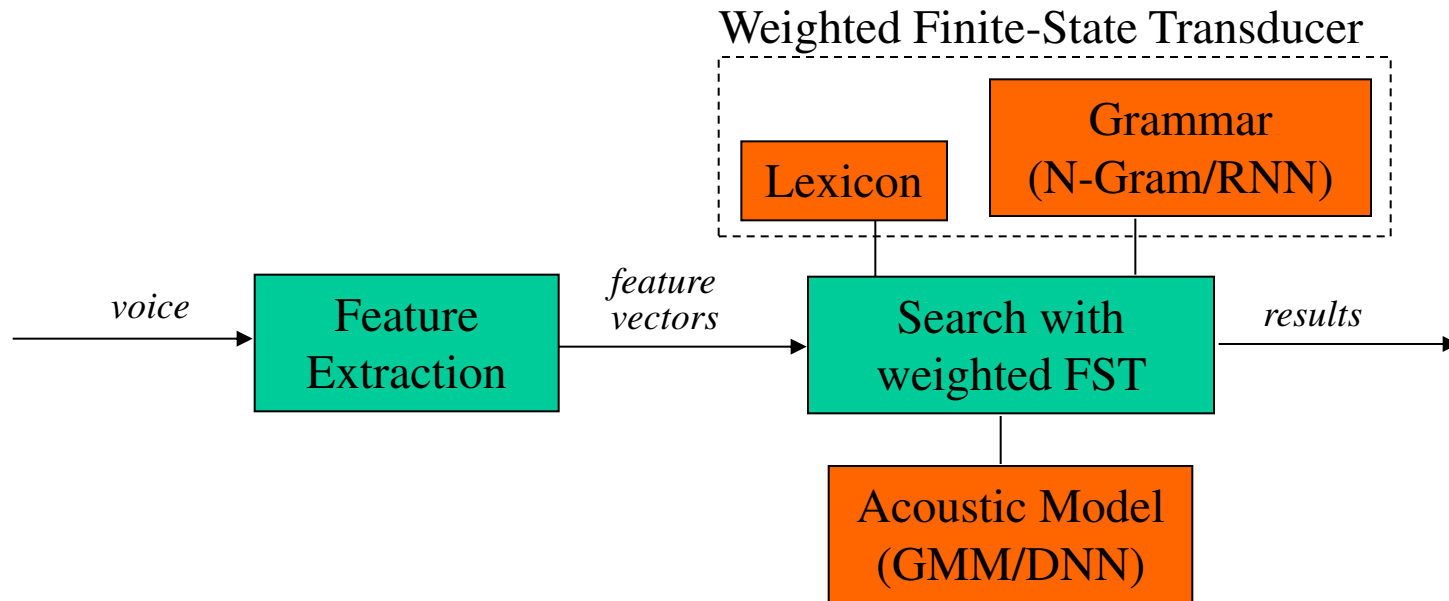 Weighted Finite-State Transducer
Grammar
(N-Gram/RNN)
Lexicon
voice
Feature
Extraction
feature
vectors
Search with
weighted FST
results
Acoustic Model
(GMM/DNN)